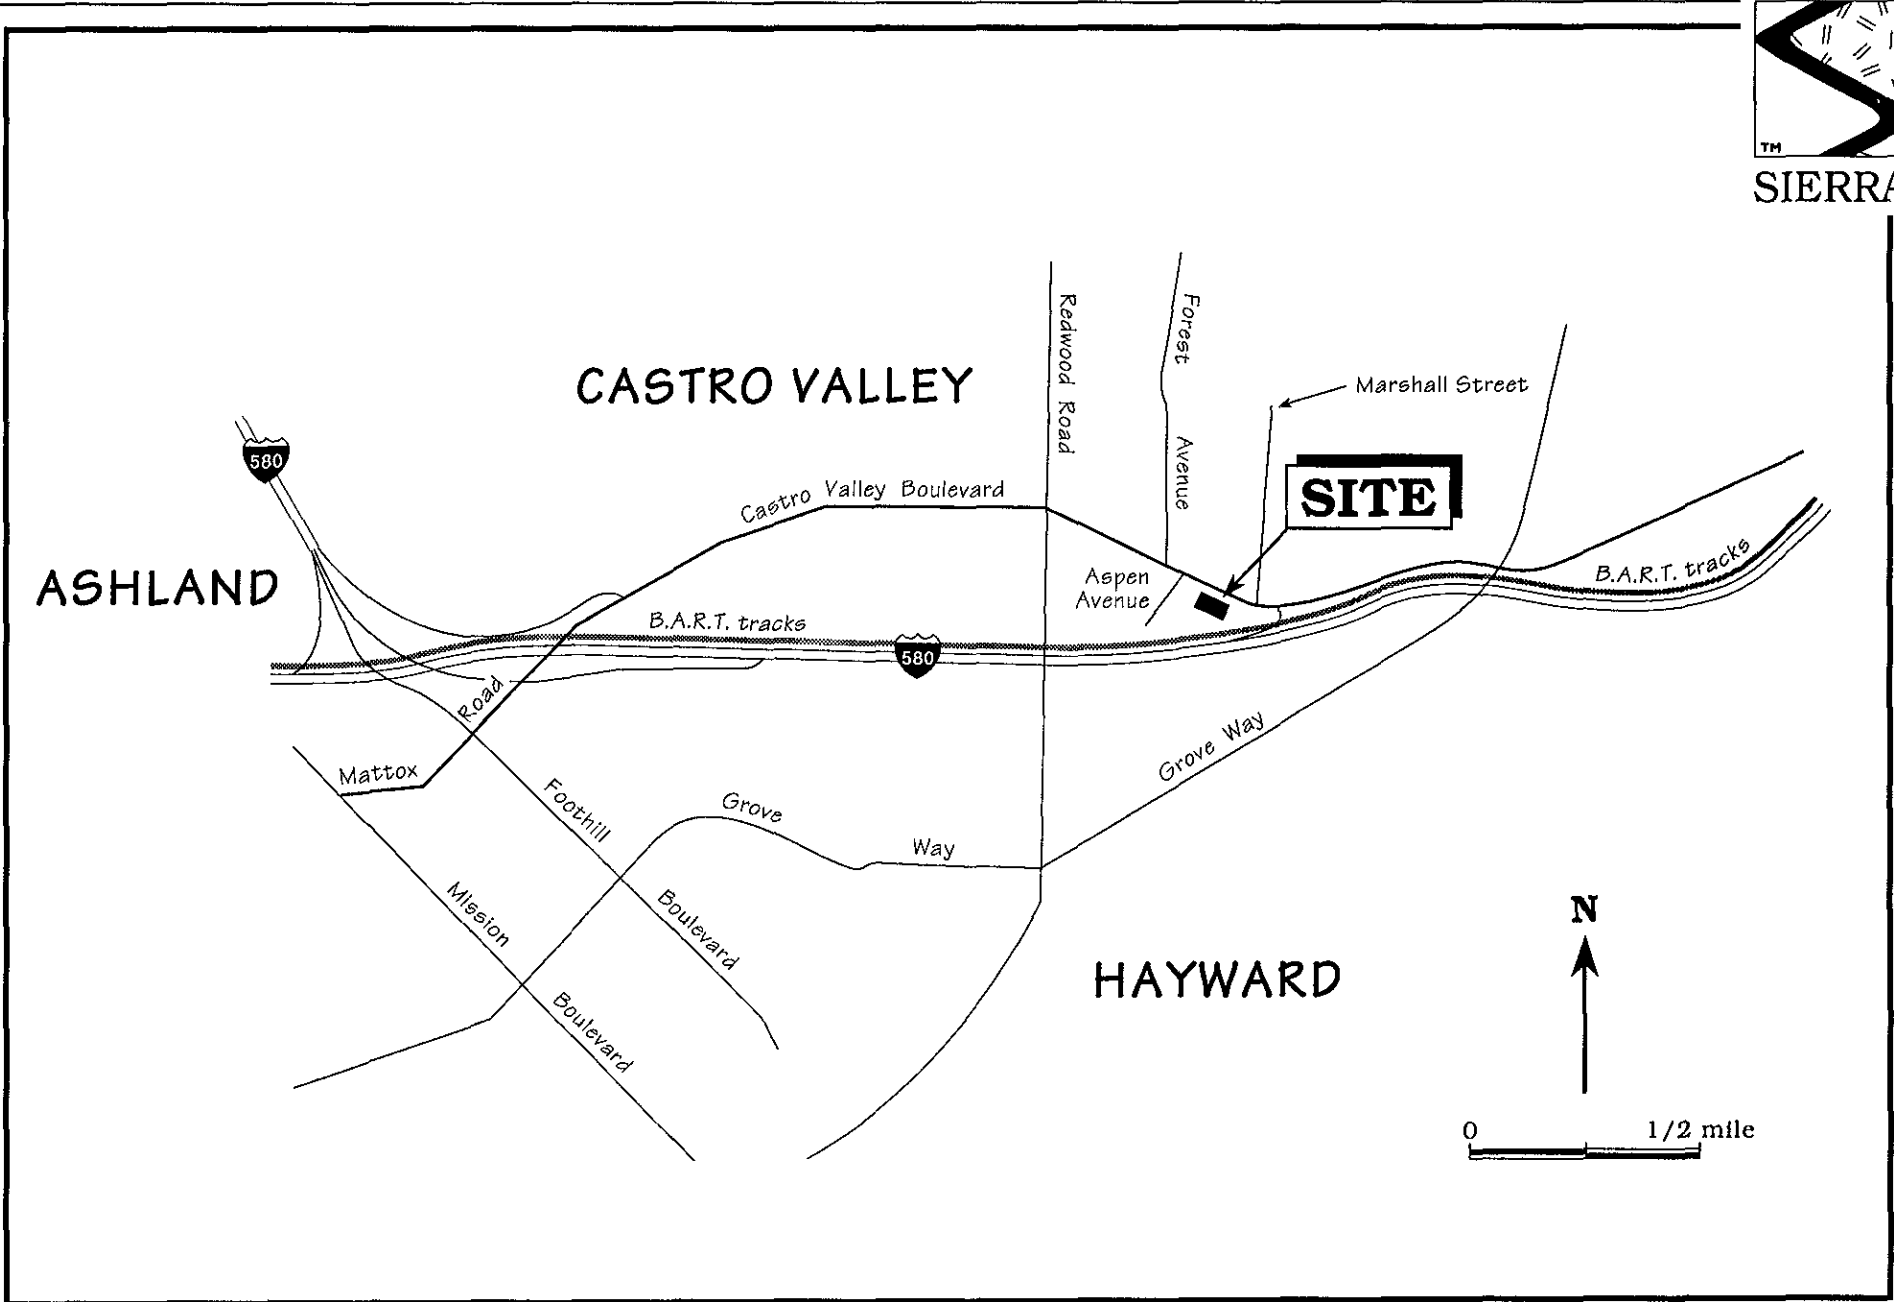 TM
SIERRA
Redwood Road
Forest Avenue
CASTRO VALLEY
Marshall Street
580
SITE
Castro Valley Boulevard
ASHLAND
Aspen
Avenue
B.A.R.T. tracks
B.A.R.T. tracks
580
Mattox Road
Grove Way
Foothill Boulevard
Grove Way
Mission Boulevard
N
HAYWARD
0 1/2 mile